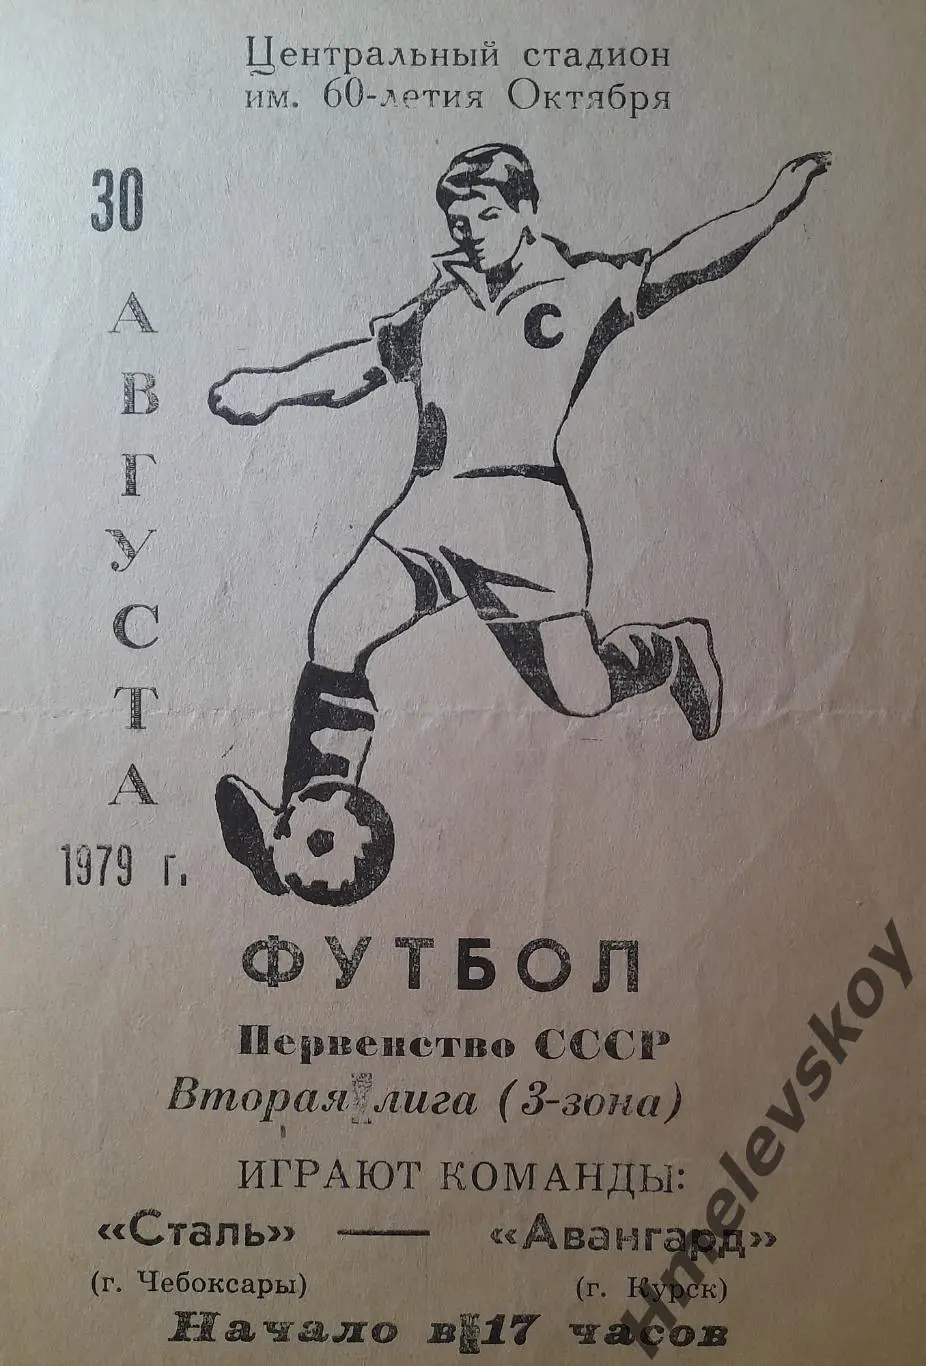 Центральный стадион
им. 60-летия Октября
30
АВГУСТА
1979 г.
С
ФУТБОЛ
Первенство СССР
Вторая лига (3-зона)
ИГРАЮТ КОМАНДЫ:
«Сталь» — «Авангард»
(г. Чебоксары) (г. Курск)
Начало в 17 часов
Hmelevskoy